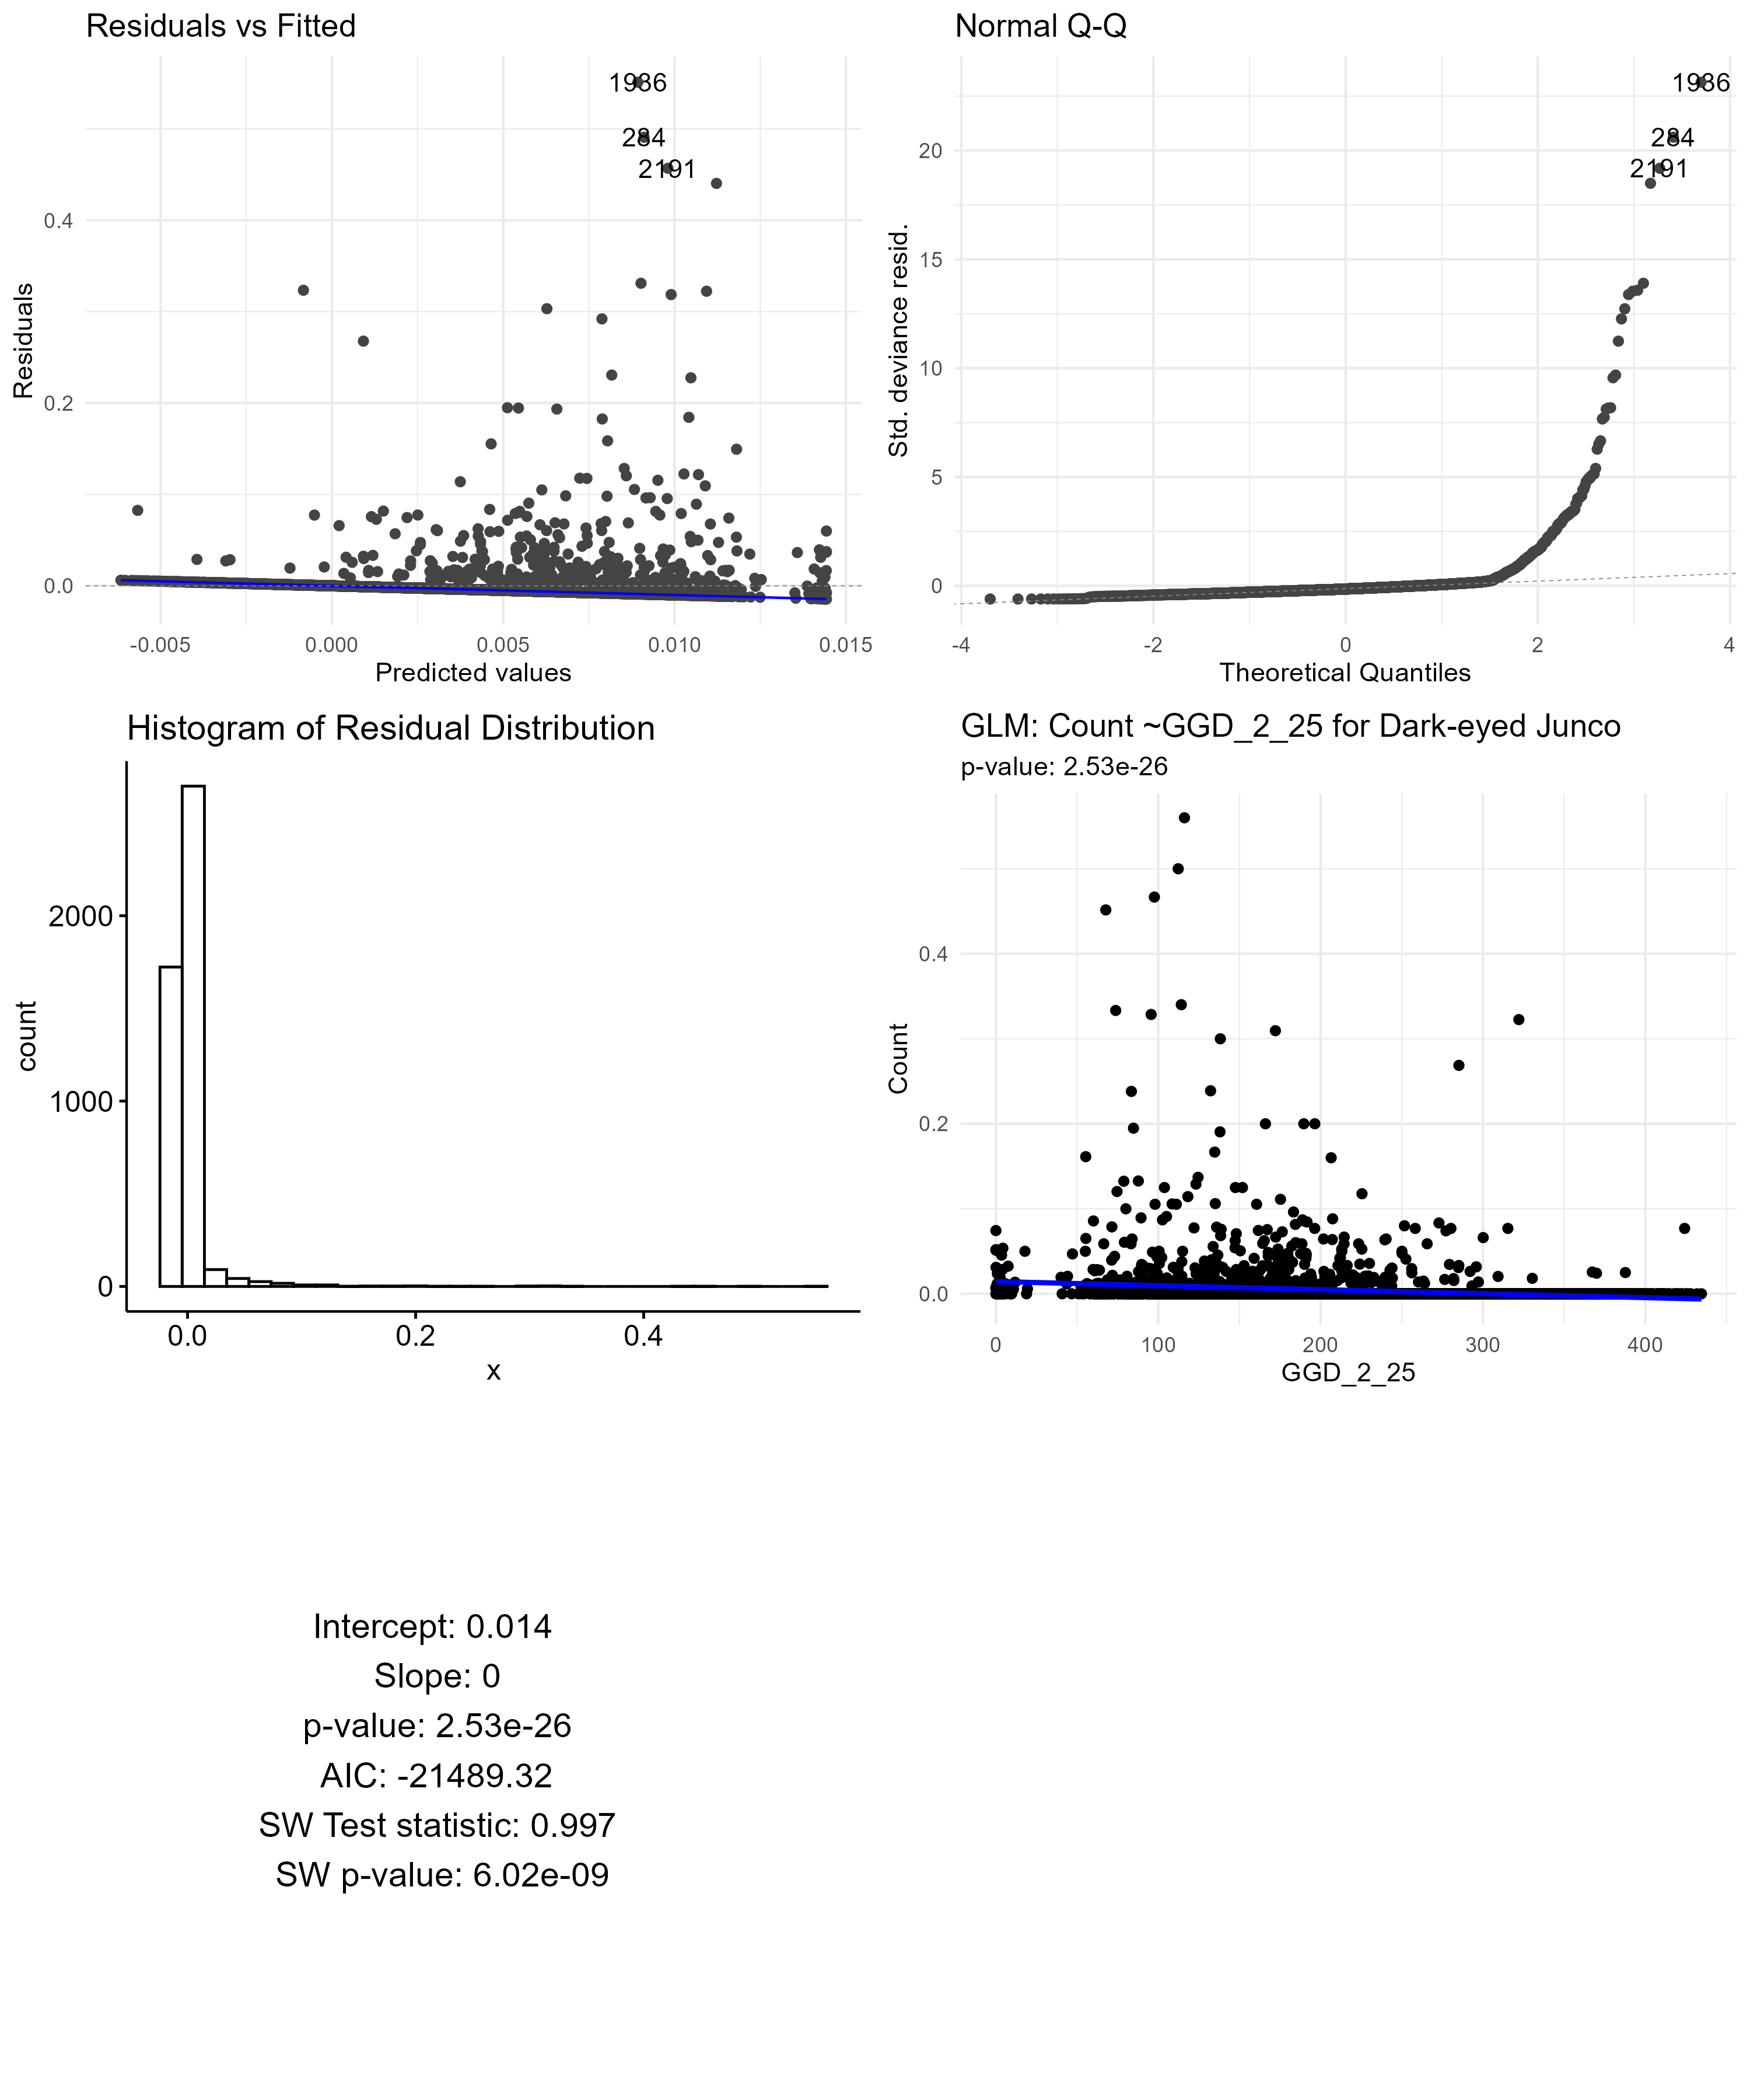 Residuals vs Fitted
1936
284
2191
0.4
0.2
0.0
Residuals
-0.005
0.000
0.005
0.010
0.015
Predicted values
Normal Q-Q
1936
284
2191
20
15
10
5
0
Std. deviance resid.
-4
-2
0
2
4
Theoretical Quantiles
Histogram of Residual Distribution
2000
1000
0
count
0.0
0.2
0.4
x
GLM: Count ~GGD_2_25 for Dark-eyed Junco
p-value: 2.53e-26
0.4
0.2
0.0
Count
0
100
200
300
400
GGD_2_25
Intercept: 0.014
Slope: 0
p-value: 2.53e-26
AIC: -21489.32
SW Test statistic: 0.997
SW p-value: 6.02e-09